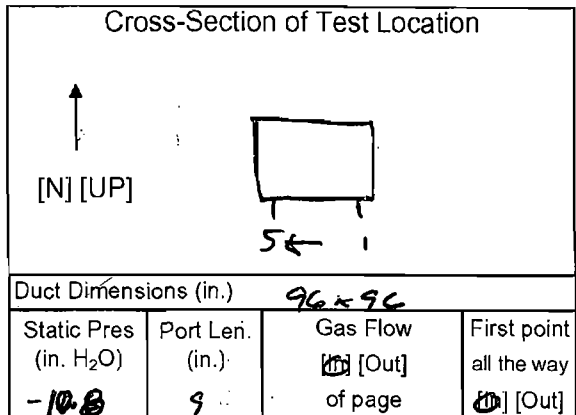 Cross-Section of Test Location
[N] [UP]
5 ← 1
Duct Dimensions (in.) 96 x 96
Static Pres Port Len. Gas Flow First point
(in. H₂O) (in.) [In] [Out] all the way
9 of page [In] [Out]